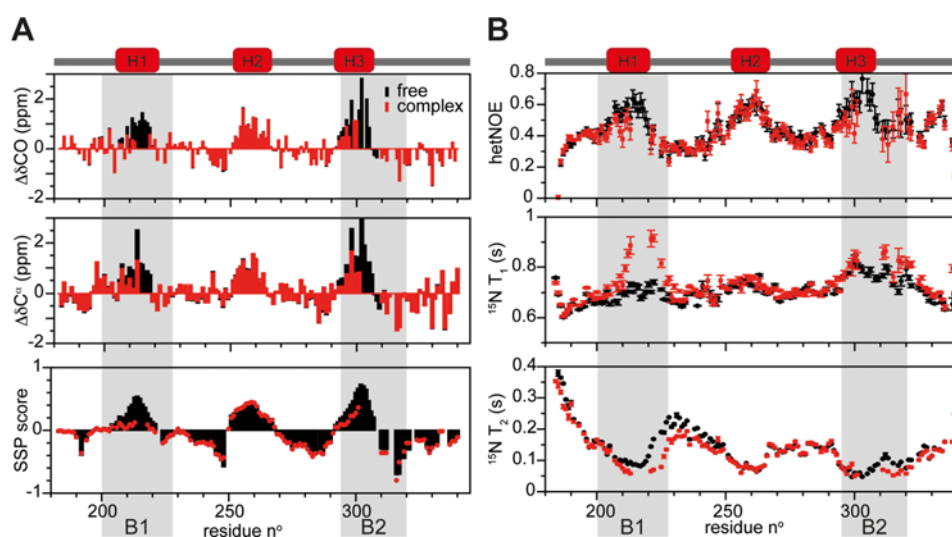 A
B
H1 H2 H3
H1 H2 H3
ΔδCO (ppm)
2
0
-2
free
complex
ΔδCα (ppm)
2
0
-2
SSP score
1
0
-1
200 250 300
B1 residue nº B2
hetNOE
0.8
0.6
0.4
0.2
0
15N T1 (s)
1
0.8
0.6
15N T2 (s)
0.4
0.3
0.2
0.1
0
200 250 300
B1 residue nº B2